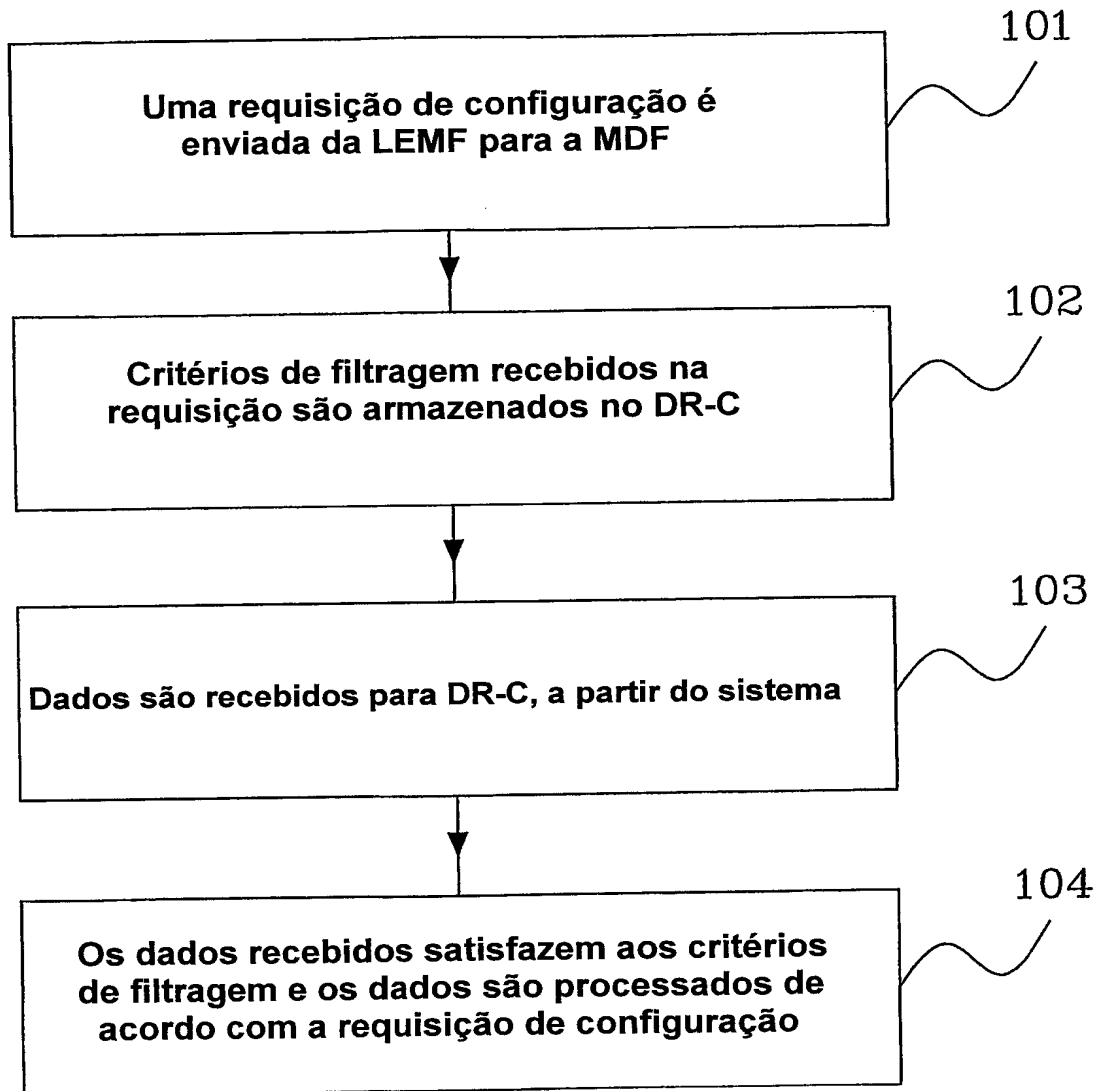 101
Uma requisição de configuração é
enviada da LEMF para a MDF
102
Critérios de filtragem recebidos na
requisição são armazenados no DR-C
103
Dados são recebidos para DR-C, a partir do sistema
104
Os dados recebidos satisfazem aos critérios
de filtragem e os dados são processados de
acordo com a requisição de configuração